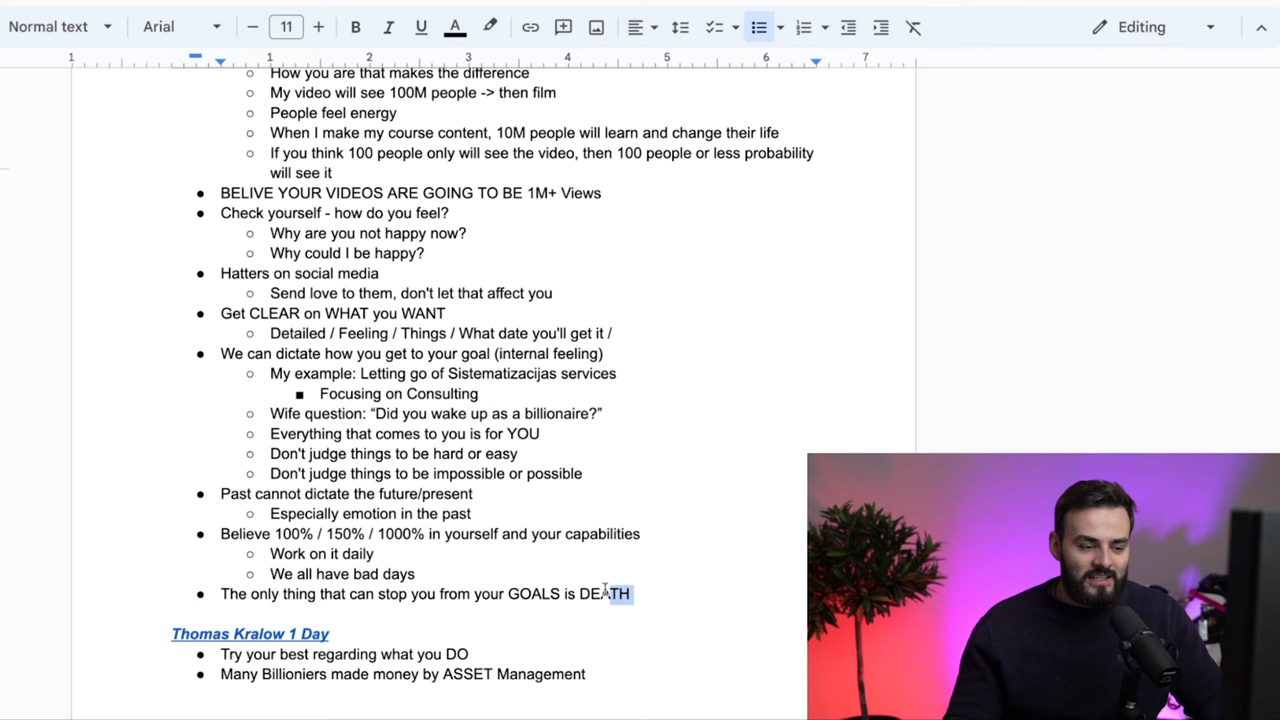 Normal text Arial 11 B I U A Editing
1 1 2 3 4 5 6 7
How you are that makes the difference
My video will see 100M people -> then film
People feel energy
When I make my course content, 10M people will learn and change their life
If you think 100 people only will see the video, then 100 people or less probability
will see it
BELIVE YOUR VIDEOS ARE GOING TO BE 1M+ Views
Check yourself - how do you feel?
Why are you not happy now?
Why could I be happy?
Hatters on social media
Send love to them, don't let that affect you
Get CLEAR on WHAT you WANT
Detailed / Feeling / Things / What date you'll get it /
We can dictate how you get to your goal (internal feeling)
My example: Letting go of Sistematizacijas services
Focusing on Consulting
Wife question: “Did you wake up as a billionaire?”
Everything that comes to you is for YOU
Don't judge things to be hard or easy
Don't judge things to be impossible or possible
Past cannot dictate the future/present
Especially emotion in the past
Believe 100% / 150% / 1000% in yourself and your capabilities
Work on it daily
We all have bad days
The only thing that can stop you from your GOALS is DEATH
Thomas Kralow 1 Day
Try your best regarding what you DO
Many Billioniers made money by ASSET Management